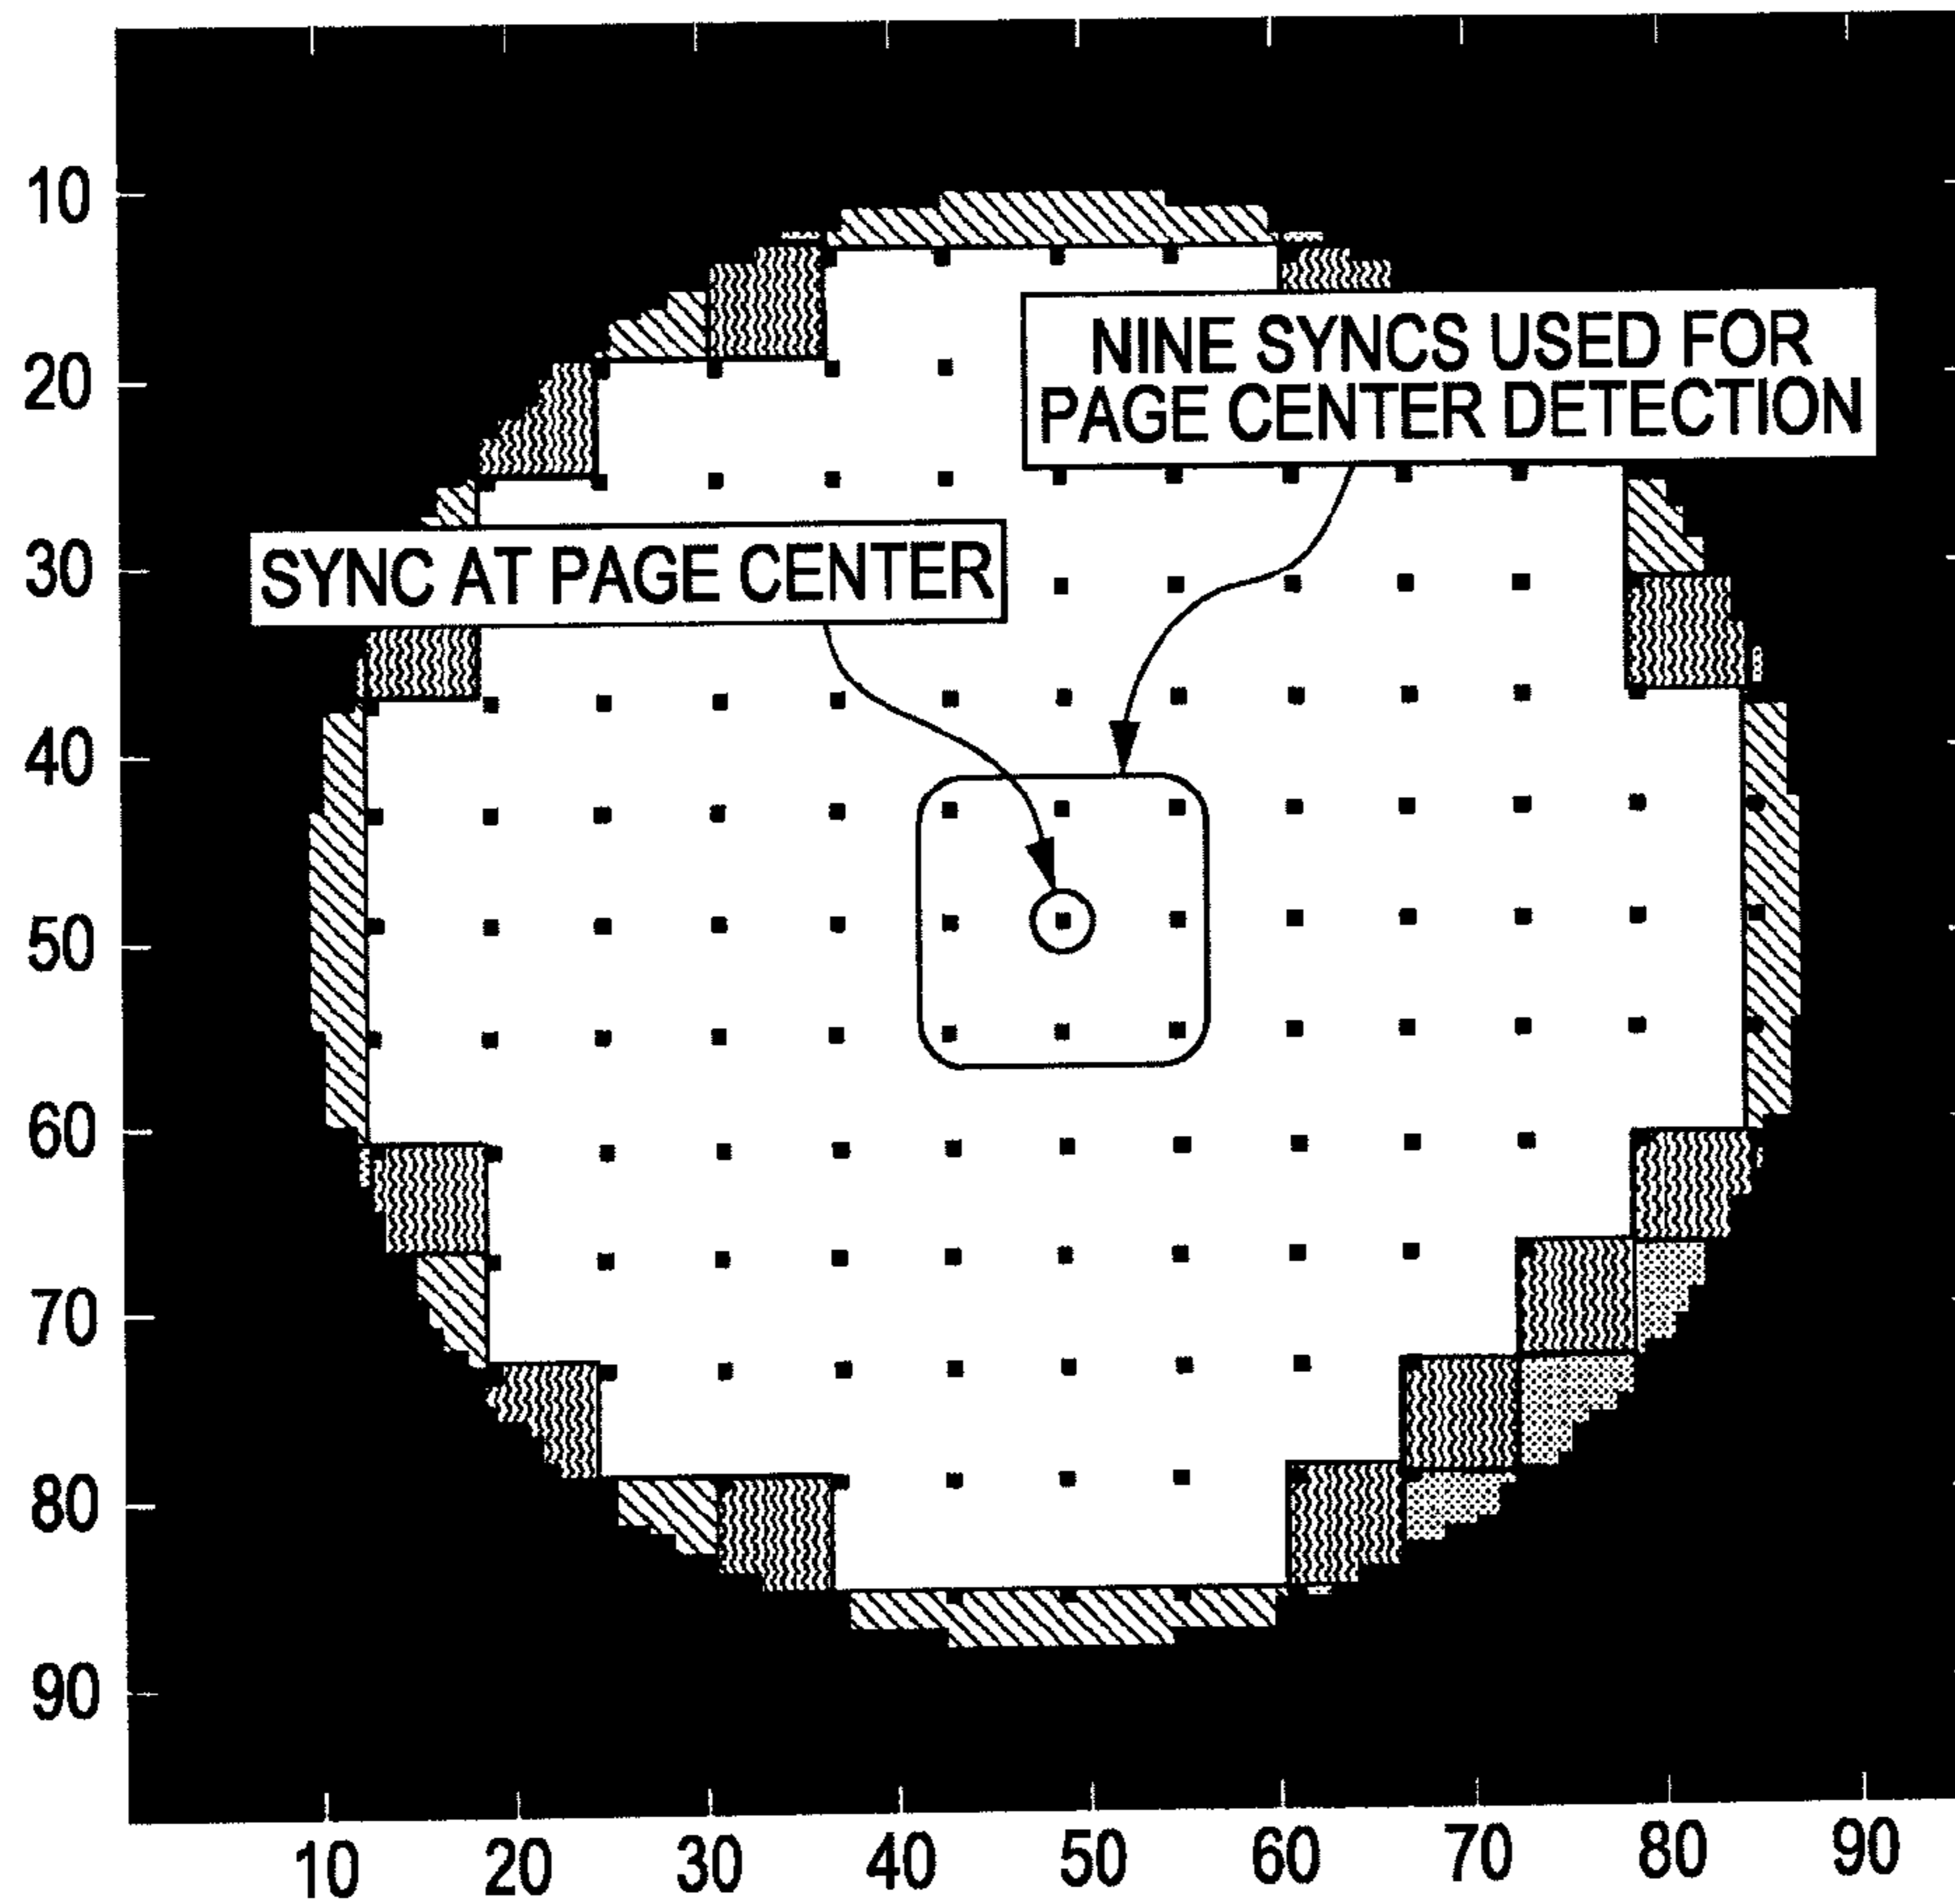 10
20
30
40
50
60
70
80
90
NINE SYNCS USED FOR
PAGE CENTER DETECTION
SYNC AT PAGE CENTER
10 20 30 40 50 60 70 80 90